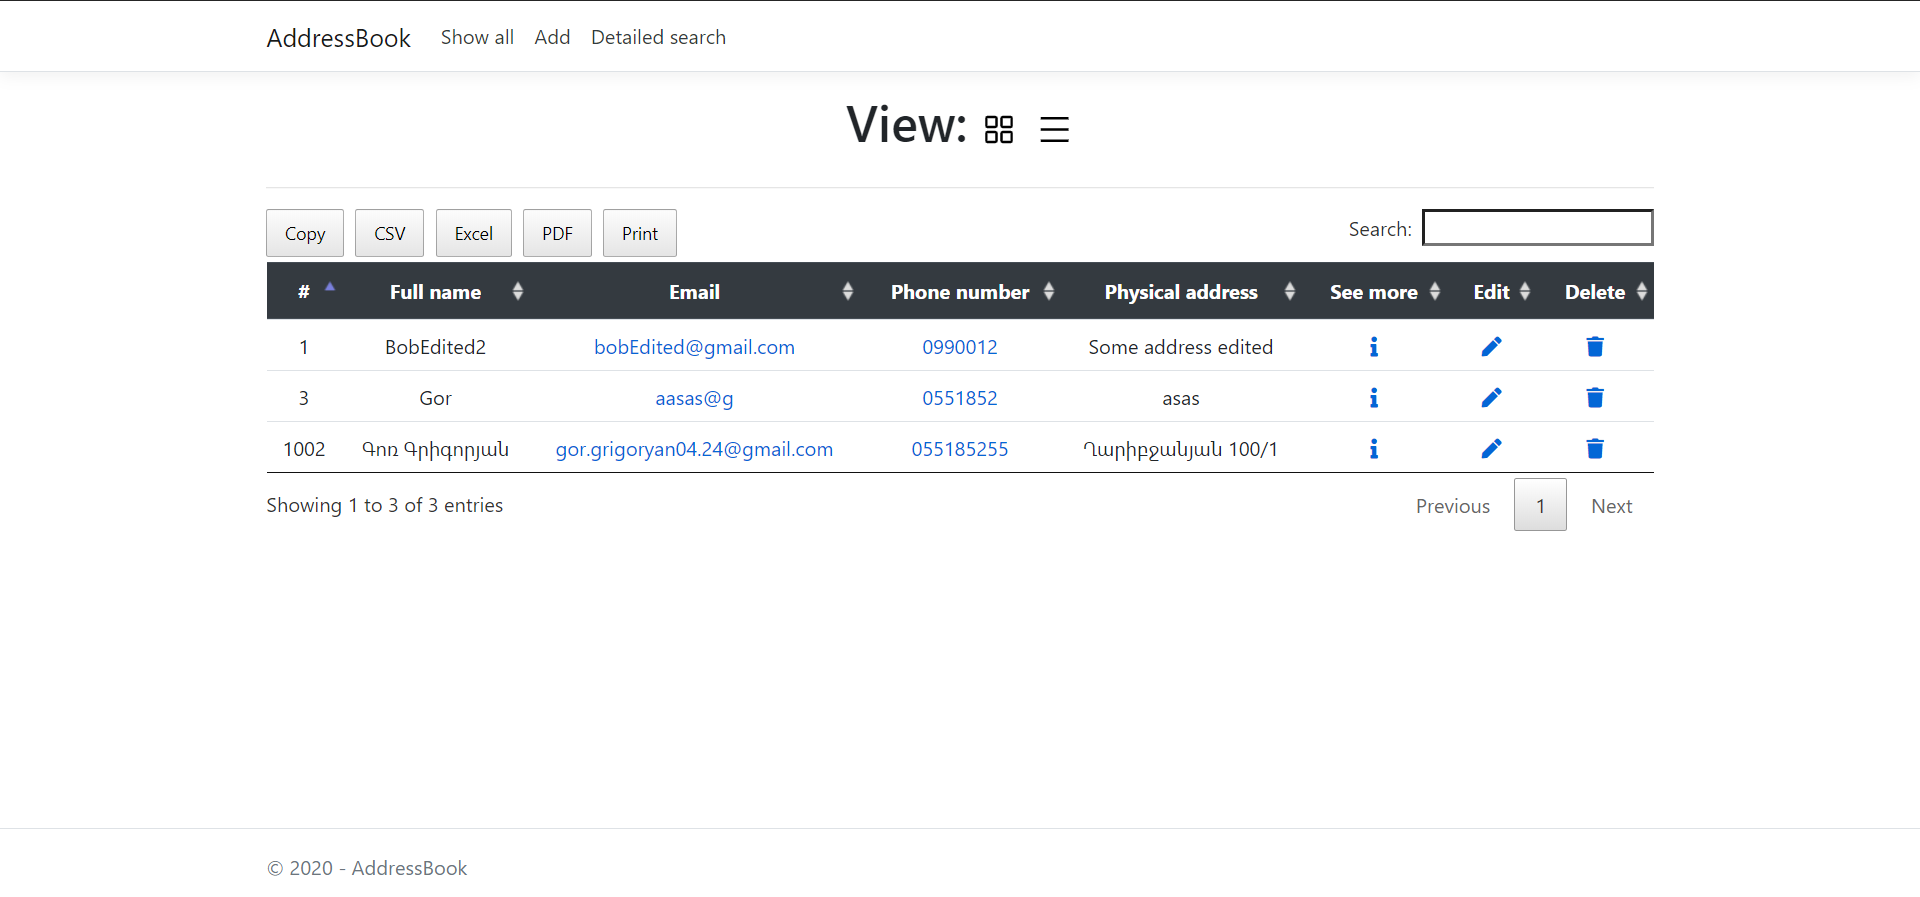 AddressBook Show all Add Detailed search
View:
Copy CSV Excel PDF Print Search:
# Full name Email Phone number Physical address See more Edit Delete
1 BobEdited2 bobEdited@gmail.com 0990012 Some address edited
3 Gor aasas@g 0551852 asas
1002 Գոռ Գրիգորյան gor.grigoryan04.24@gmail.com 055185255 Ղարիբջանյան 100/1
Showing 1 to 3 of 3 entries Previous 1 Next
© 2020 - AddressBook